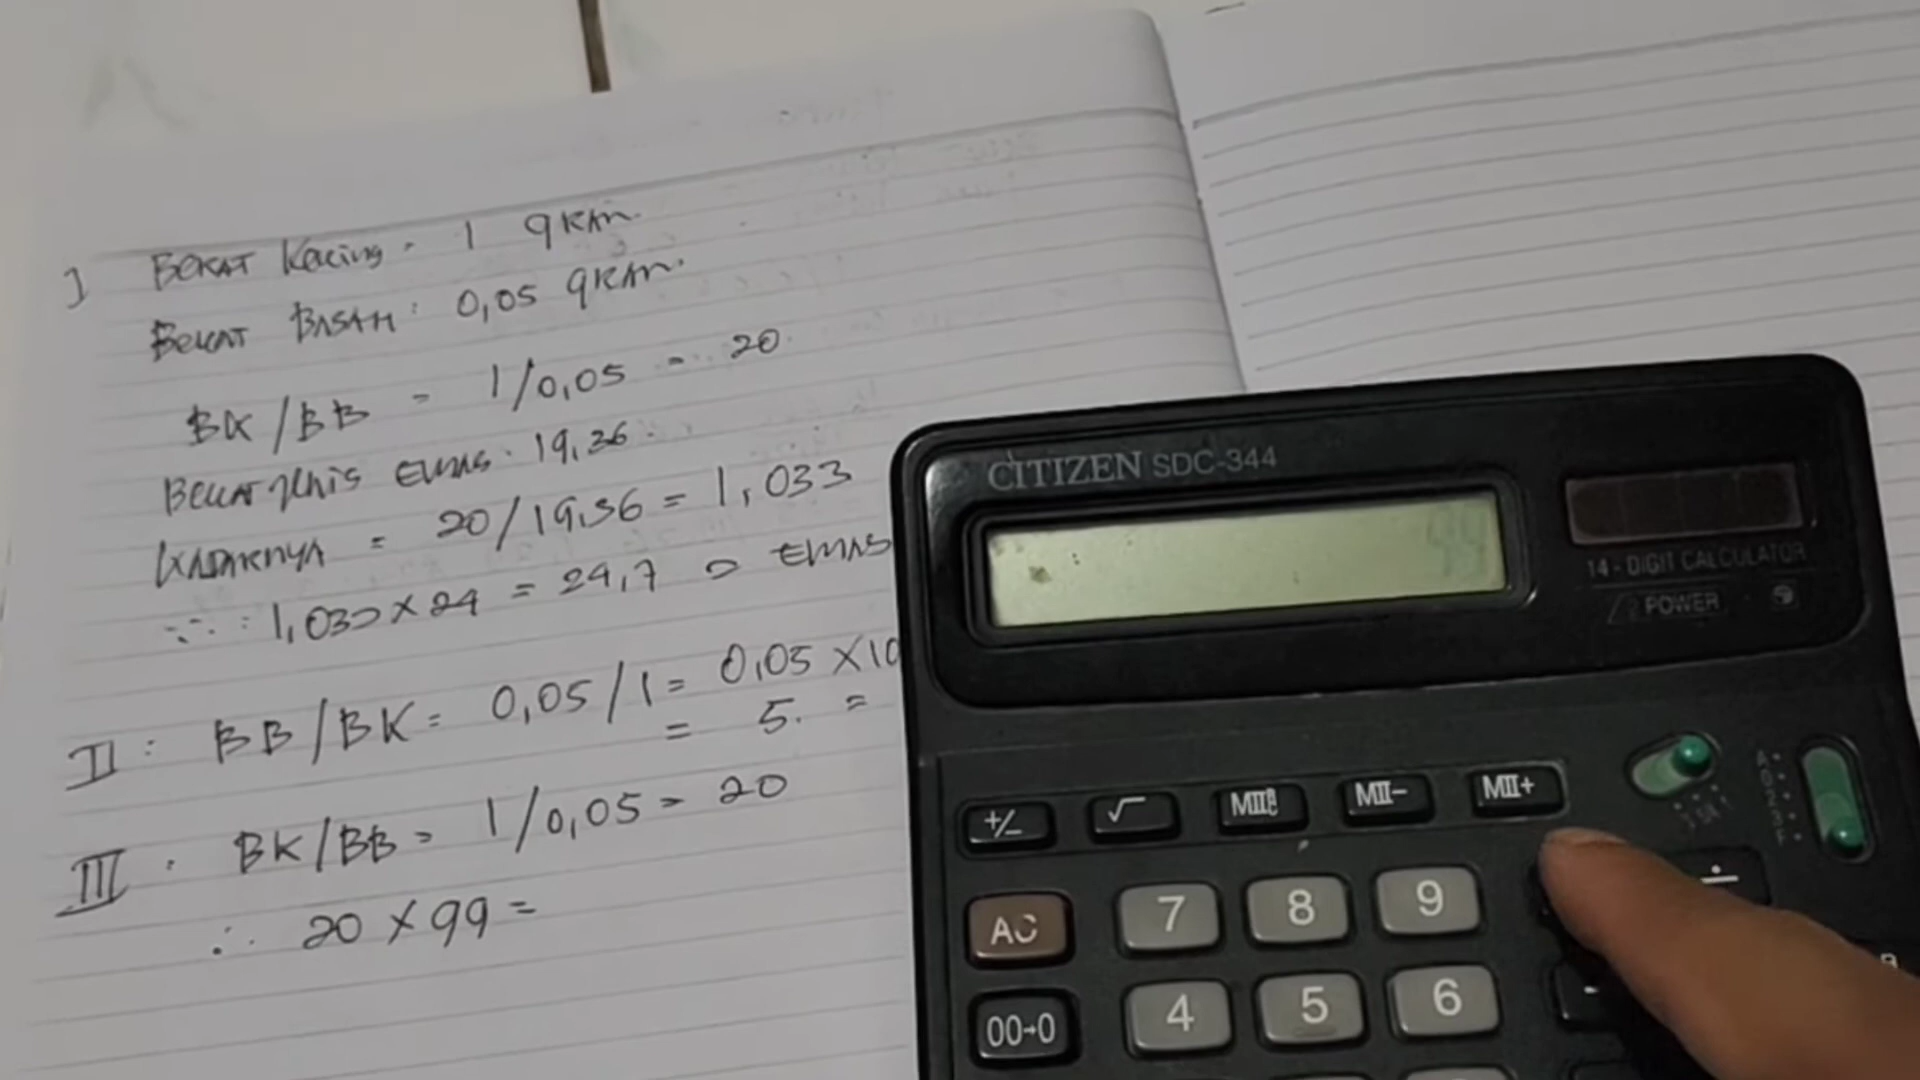 I BERAT Kering : 1 gram.
BERAT BASAH : 0,05 gram.
BK/BB = 1/0,05 = 20
BERAT Jenis EMAS : 19,36.
KADARNYA = 20/19,36 = 1,033
∴ : 1,033 x 24 = 24,7 → EMAS
II : BB/BK = 0,05/1 = 0,05 x 10
= 5. =
III . BK/BB = 1/0,05 = 20
∴ 20 x 99 =
CITIZEN SDC-344
99
14-DIGIT CALCULATOR
POWER
+/− √ MII− MII+
AC 7 8 9 ÷
00→0 4 5 6 -